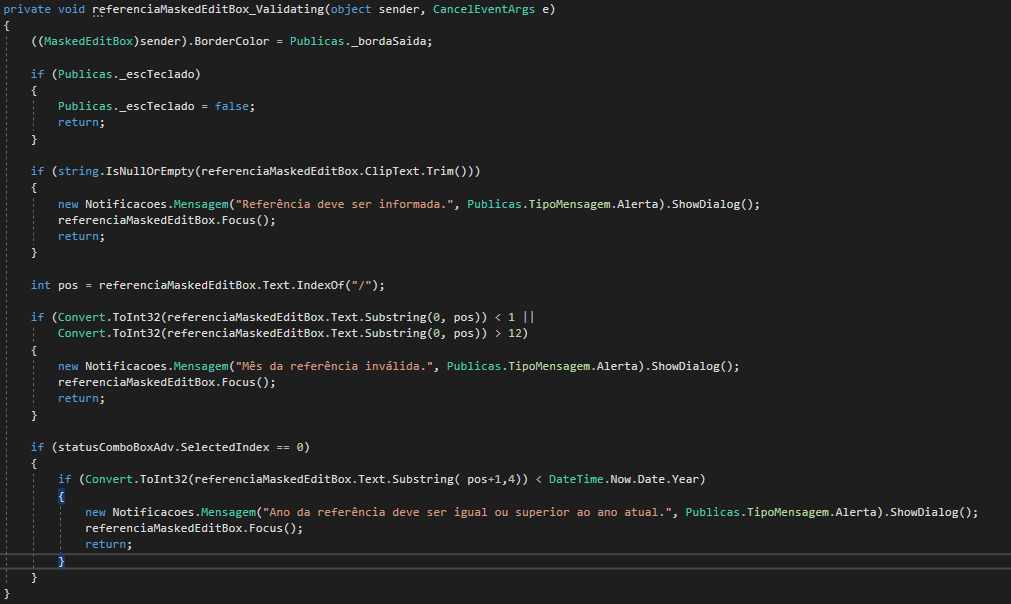 private void referenciaMaskedEditBox_Validating(object sender, CancelEventArgs e)
{
((MaskedEditBox)sender).BorderColor = Publicas._bordaSaida;
if (Publicas._escTeclado)
{
Publicas._escTeclado = false;
return;
}
if (string.IsNullOrEmpty(referenciaMaskedEditBox.ClipText.Trim()))
{
new Notificacoes.Mensagem("Referência deve ser informada.", Publicas.TipoMensagem.Alerta).ShowDialog();
referenciaMaskedEditBox.Focus();
return;
}
int pos = referenciaMaskedEditBox.Text.IndexOf("/");
if (Convert.ToInt32(referenciaMaskedEditBox.Text.Substring(0, pos)) < 1 ||
Convert.ToInt32(referenciaMaskedEditBox.Text.Substring(0, pos)) > 12)
{
new Notificacoes.Mensagem("Mês da referência inválida.", Publicas.TipoMensagem.Alerta).ShowDialog();
referenciaMaskedEditBox.Focus();
return;
}
if (statusComboBoxAdv.SelectedIndex == 0)
{
if (Convert.ToInt32(referenciaMaskedEditBox.Text.Substring( pos+1,4)) < DateTime.Now.Date.Year)
{
new Notificacoes.Mensagem("Ano da referência deve ser igual ou superior ao ano atual.", Publicas.TipoMensagem.Alerta).ShowDialog();
referenciaMaskedEditBox.Focus();
return;
}
}
}